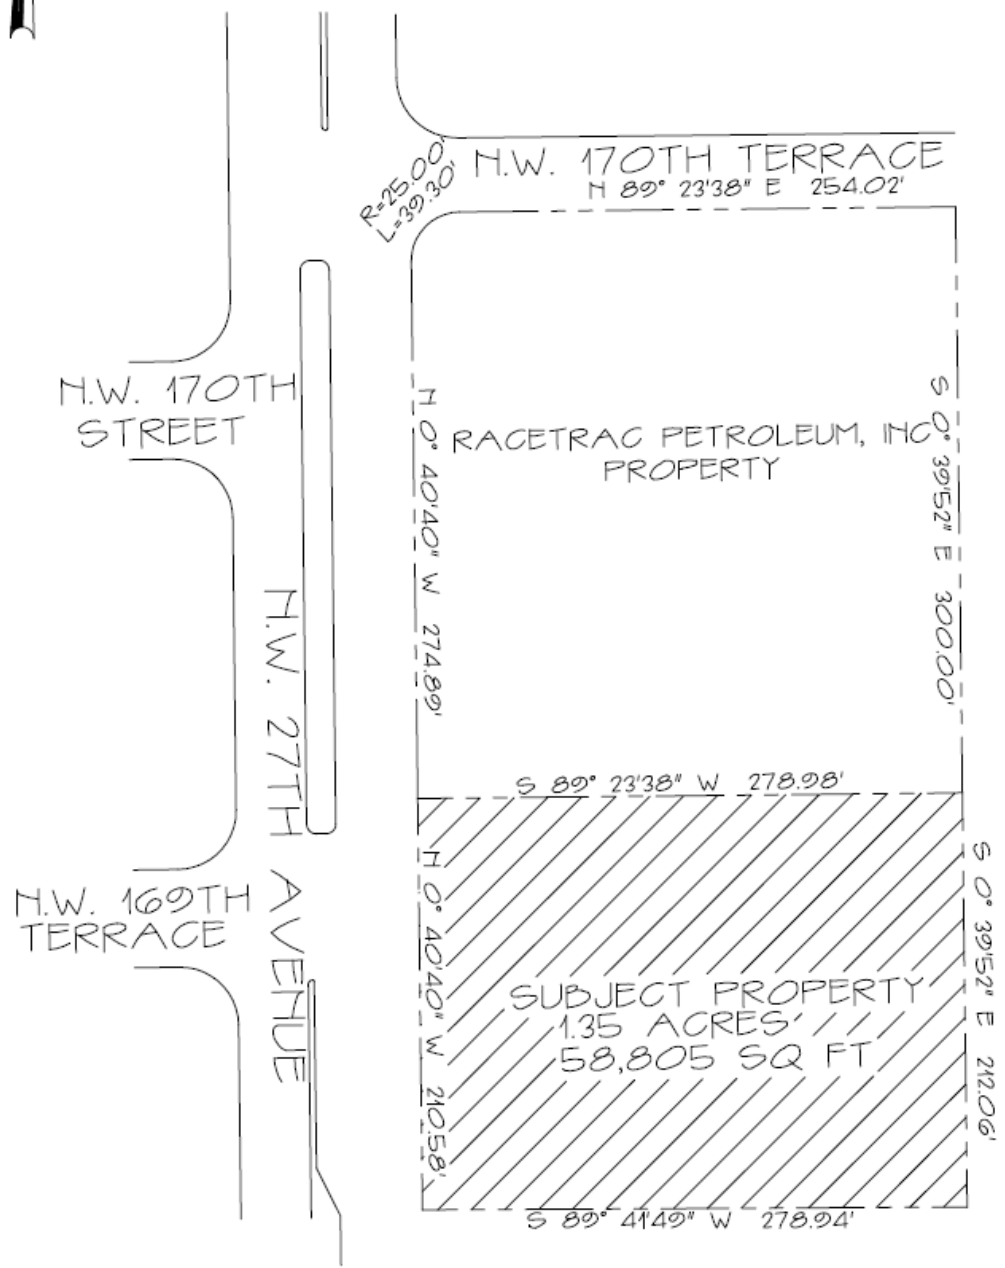 N.W. 170TH TERRACE
N 89° 23'38" E 254.02'
R=25.00'
L=39.30'
N.W. 170TH
STREET
N 0° 40'40" W 274.89'
RACETRAC PETROLEUM, INC
PROPERTY
S 0° 39'52" E 300.00'
N.W. 27TH AVENUE
S 89° 23'38" W 278.98'
N.W. 169TH
TERRACE
N 0° 40'40" W 210.58'
SUBJECT PROPERTY
1.35 ACRES
58,805 SQ FT
S 0° 39'52" E 212.06'
S 89° 41'49" W 278.94'